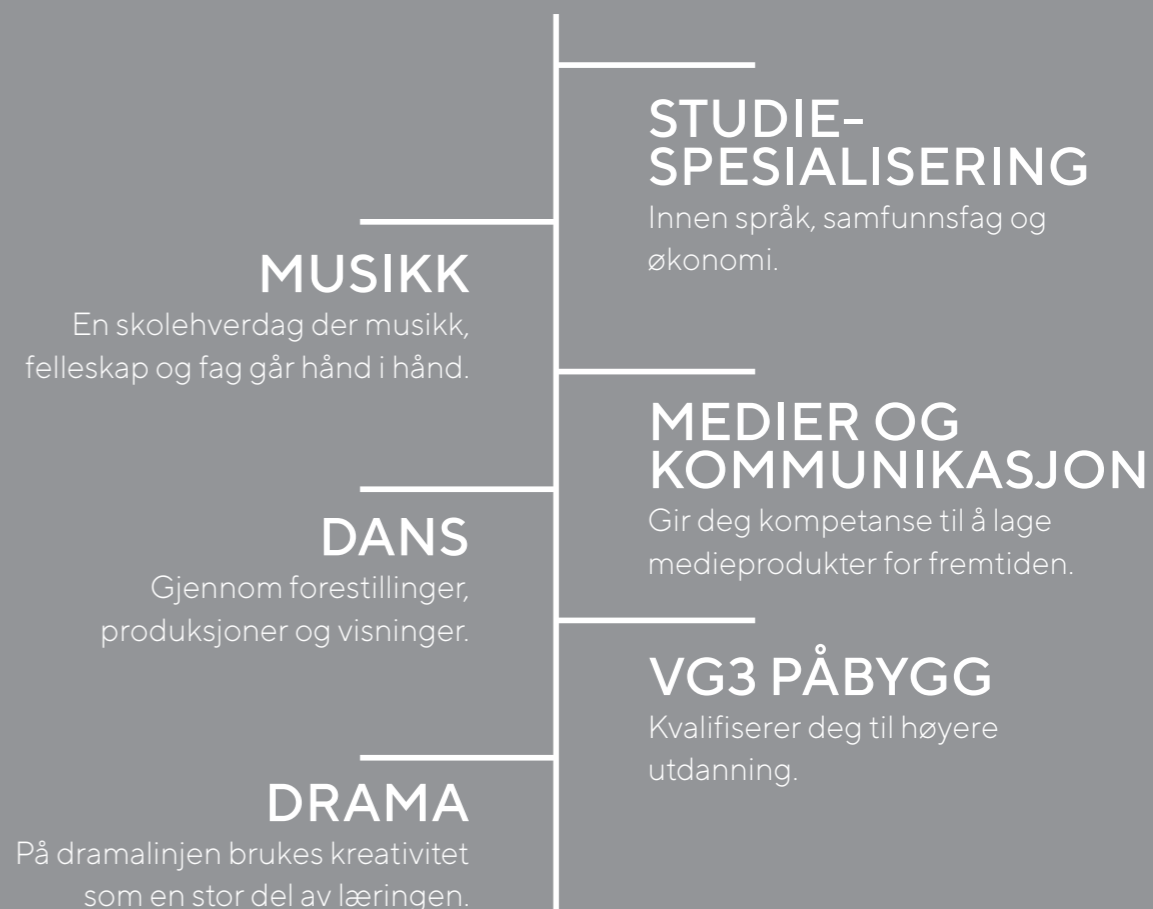 STUDIE-
SPESIALISERING
Innen språk, samfunnsfag og
økonomi.
MUSIKK
En skolehverdag der musikk,
felleskap og fag går hånd i hånd.
MEDIER OG
KOMMUNIKASJON
Gir deg kompetanse til å lage
medieprodukter for fremtiden.
DANS
Gjennom forestillinger,
produksjoner og visninger.
VG3 PÅBYGG
Kvalifiserer deg til høyere
utdanning.
DRAMA
På dramalinjen brukes kreativitet
som en stor del av læringen.